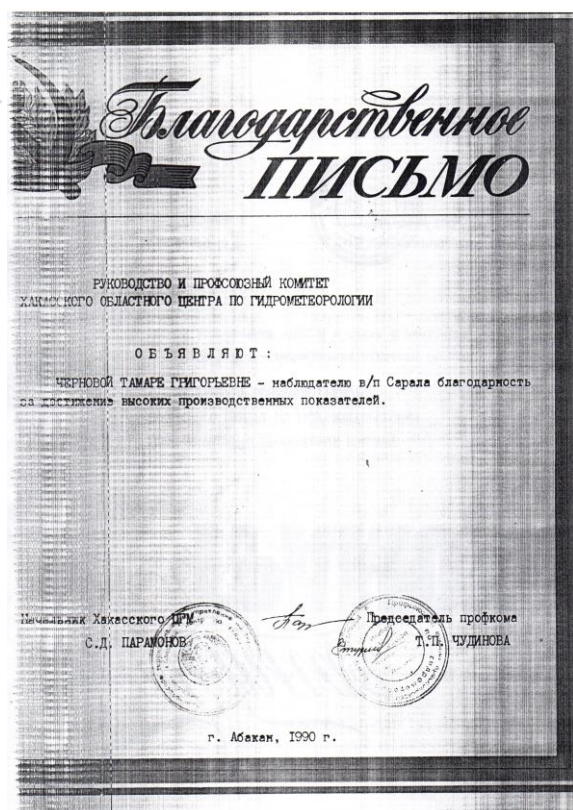 Благодарственное
ПИСЬМО
РУКОВОДСТВО И ПРОФСОЮЗНЫЙ КОМИТЕТ
ХАКАССКОГО ОБЛАСТНОГО ЦЕНТРА ПО ГИДРОМЕТЕОРОЛОГИИ
ОБЪЯВЛЯЮТ:
ЧЕРНОВОЙ ТАМАРЕ ГРИГОРЬЕВНЕ - наблюдателю в/п Сарала благодарность
за достижение высоких производственных показателей.
Начальник Хакасского ЦГМ Председатель профкома
С.Д. ПАРАМОНОВ Т.П. ЧУДИНОВА
г. Абакан, 1990 г.